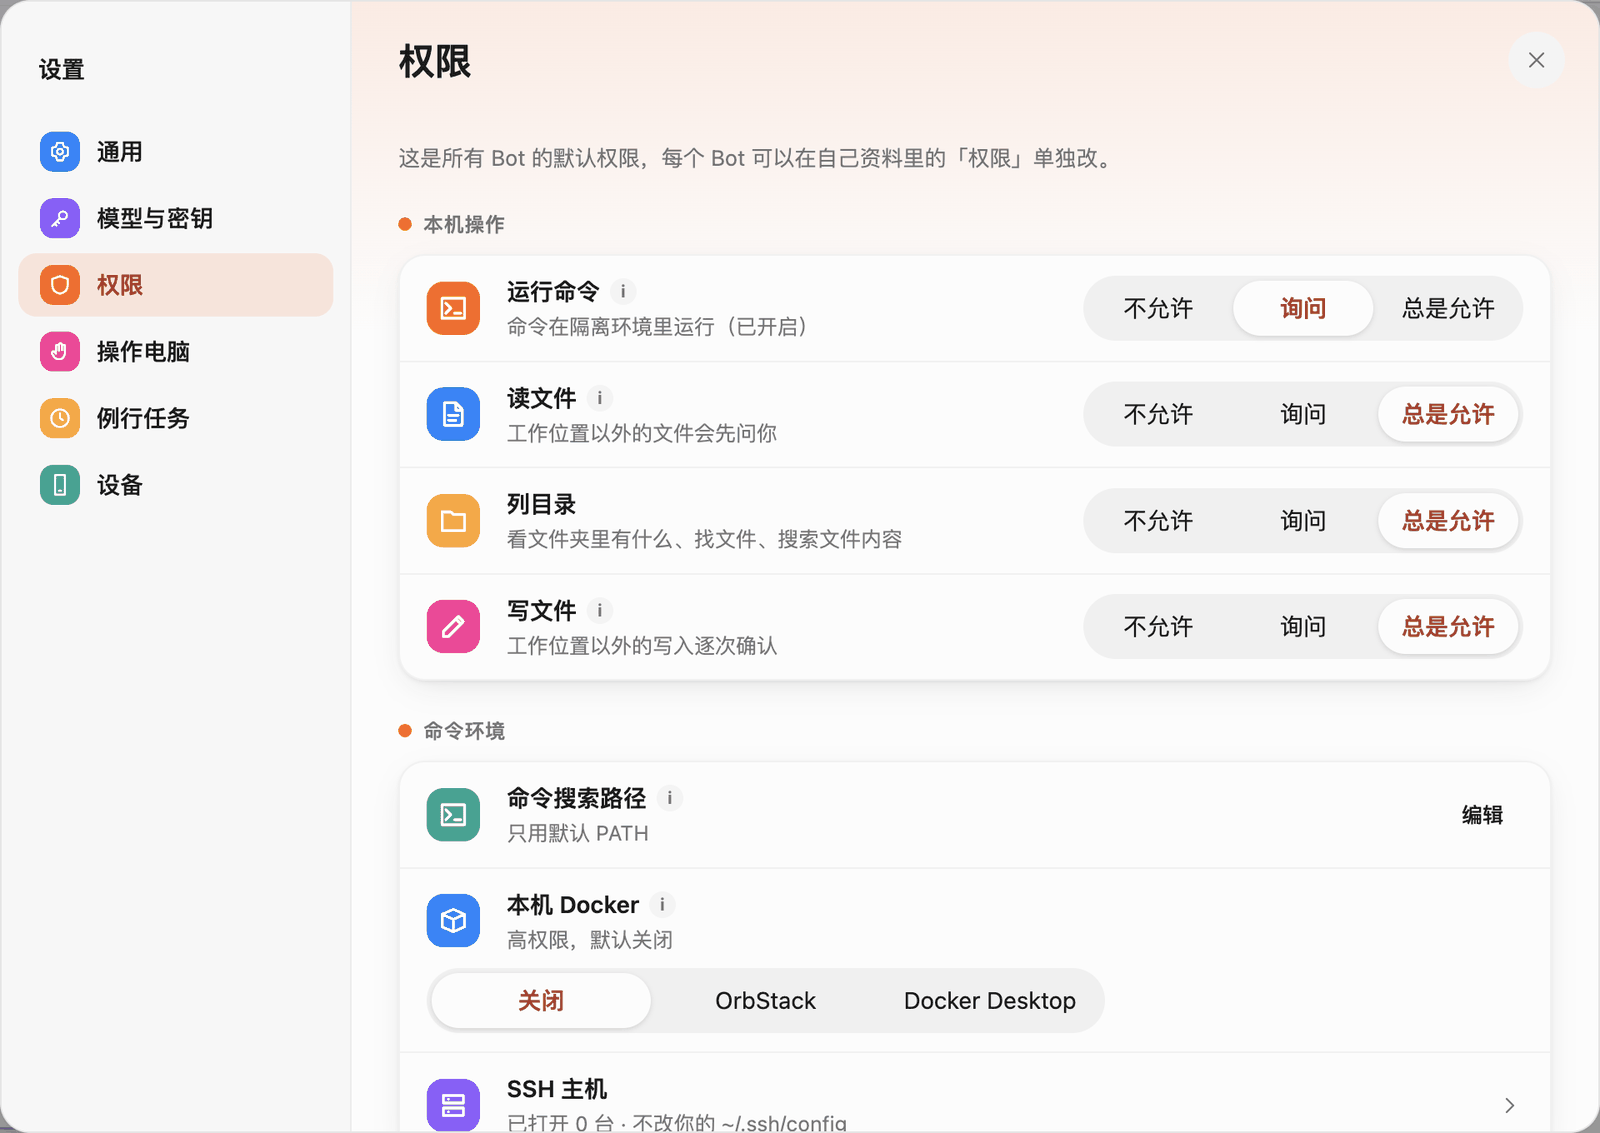 设置
通用
模型与密钥
权限
操作电脑
例行任务
设备
权限
这是所有 Bot 的默认权限，每个 Bot 可以在自己资料里的「权限」单独改。
本机操作
运行命令 i
命令在隔离环境里运行（已开启）
不允许 询问 总是允许
读文件 i
工作位置以外的文件会先问你
不允许 询问 总是允许
列目录
看文件夹里有什么、找文件、搜索文件内容
不允许 询问 总是允许
写文件 i
工作位置以外的写入逐次确认
不允许 询问 总是允许
命令环境
命令搜索路径 i
只用默认 PATH
编辑
本机 Docker i
高权限，默认关闭
关闭 OrbStack Docker Desktop
SSH 主机
已打开 0 台 · 不改你的 ~/.ssh/config